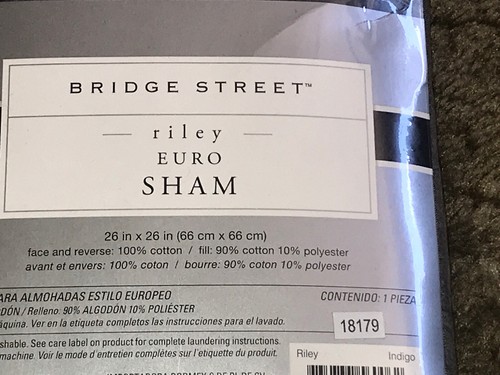 BRIDGE STREET™
riley
EURO
SHAM
26 in x 26 in (66 cm x 66 cm)
face and reverse: 100% cotton / fill: 90% cotton 10% polyester
avant et envers: 100% coton / bourre: 90% coton 10% polyester
ARA ALMOHADAS ESTILO EUROPEO
CONTENIDO: 1 PIEZA
DÓN / Relleno: 90% ALGODÓN 10% POLIÉSTER
áquina. Ver en la etiqueta completos las instrucciones para el lavado.
18179
shable. See care label on product for complete laundering instructions.
machine. Voir le mode d'entretien complétés sur l'étiquette du produit.
Riley Indigo